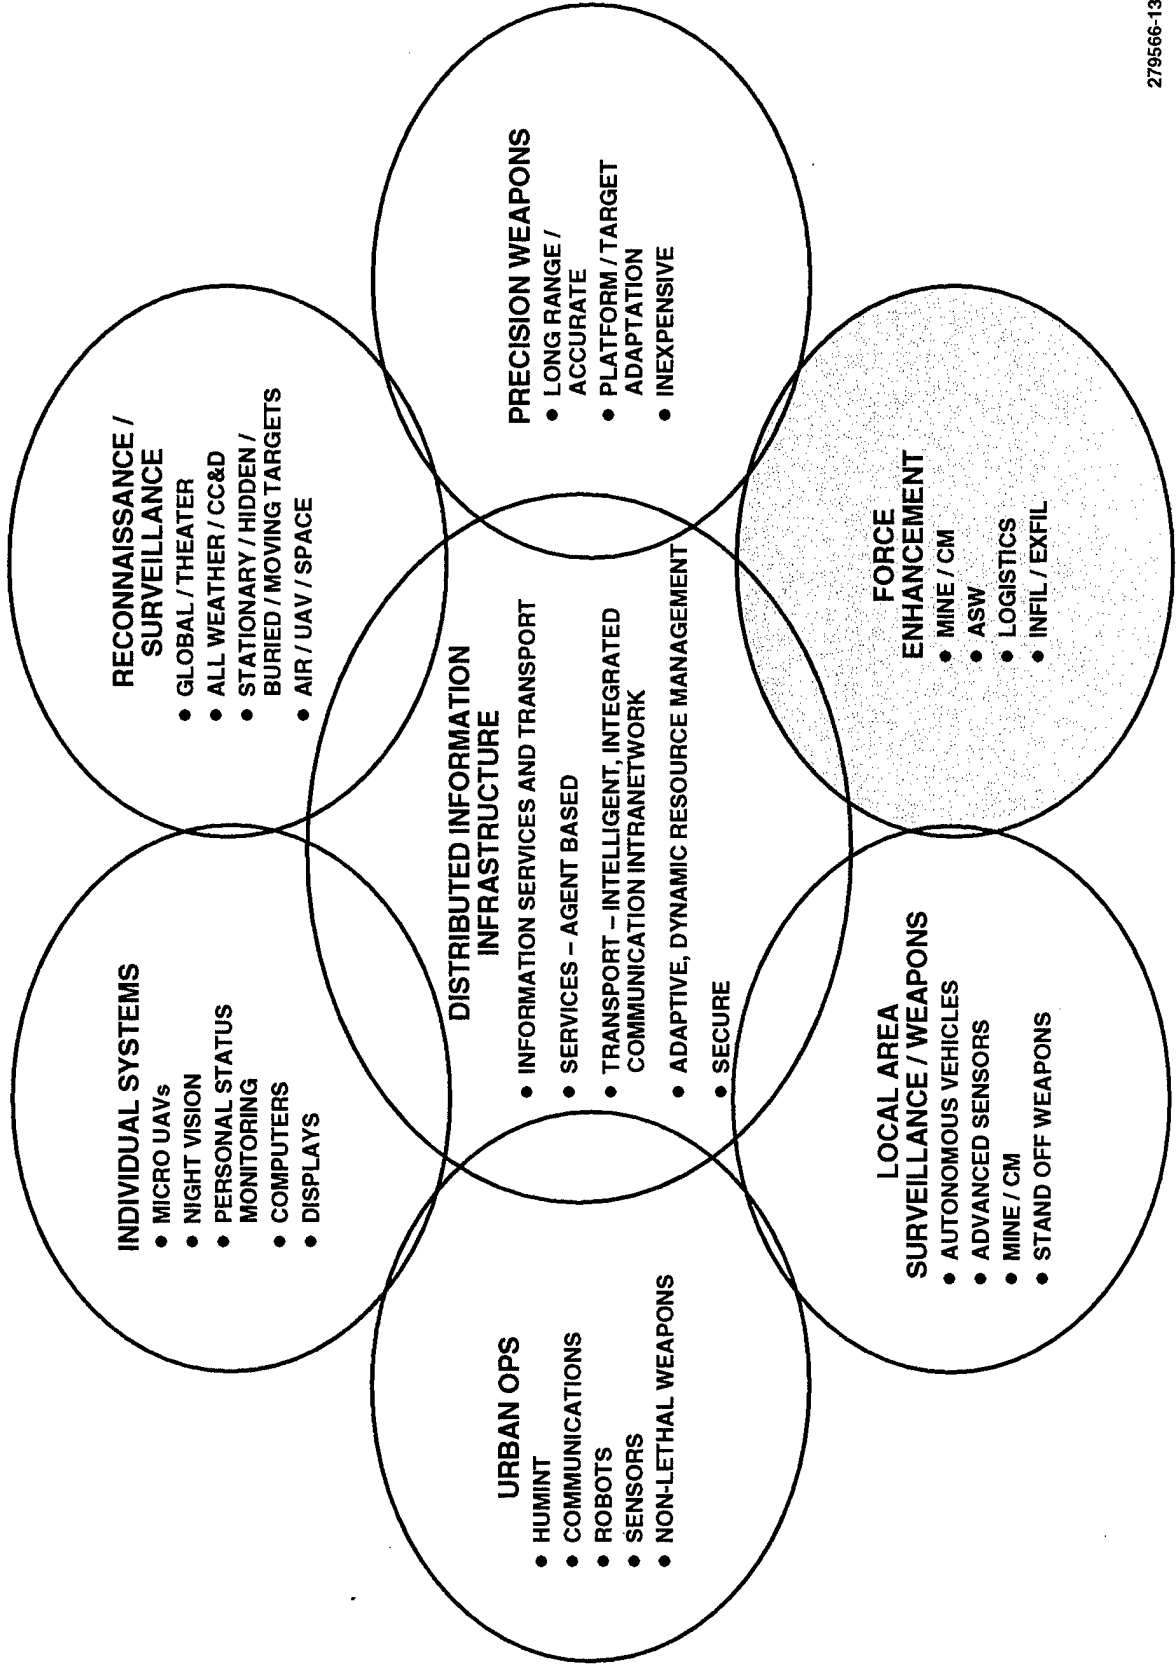 INDIVIDUAL SYSTEMS
● MICRO UAVs
● NIGHT VISION
● PERSONAL STATUS
MONITORING
● COMPUTERS
● DISPLAYS
RECONNAISSANCE /
SURVEILLANCE
● GLOBAL / THEATER
● ALL WEATHER / CC&D
● STATIONARY / HIDDEN /
BURIED / MOVING TARGETS
● AIR / UAV / SPACE
URBAN OPS
● HUMINT
● COMMUNICATIONS
● ROBOTS
● SENSORS
● NON-LETHAL WEAPONS
DISTRIBUTED INFORMATION
INFRASTRUCTURE
● INFORMATION SERVICES AND TRANSPORT
● SERVICES – AGENT BASED
● TRANSPORT – INTELLIGENT, INTEGRATED
COMMUNICATION INTRANETWORK
● ADAPTIVE, DYNAMIC RESOURCE MANAGEMENT
● SECURE
PRECISION WEAPONS
● LONG RANGE /
ACCURATE
● PLATFORM / TARGET
ADAPTATION
● INEXPENSIVE
LOCAL AREA
SURVEILLANCE / WEAPONS
● AUTONOMOUS VEHICLES
● ADVANCED SENSORS
● MINE / CM
● STAND OFF WEAPONS
FORCE
ENHANCEMENT
● MINE / CM
● ASW
● LOGISTICS
● INFIL / EXFIL
279566-13